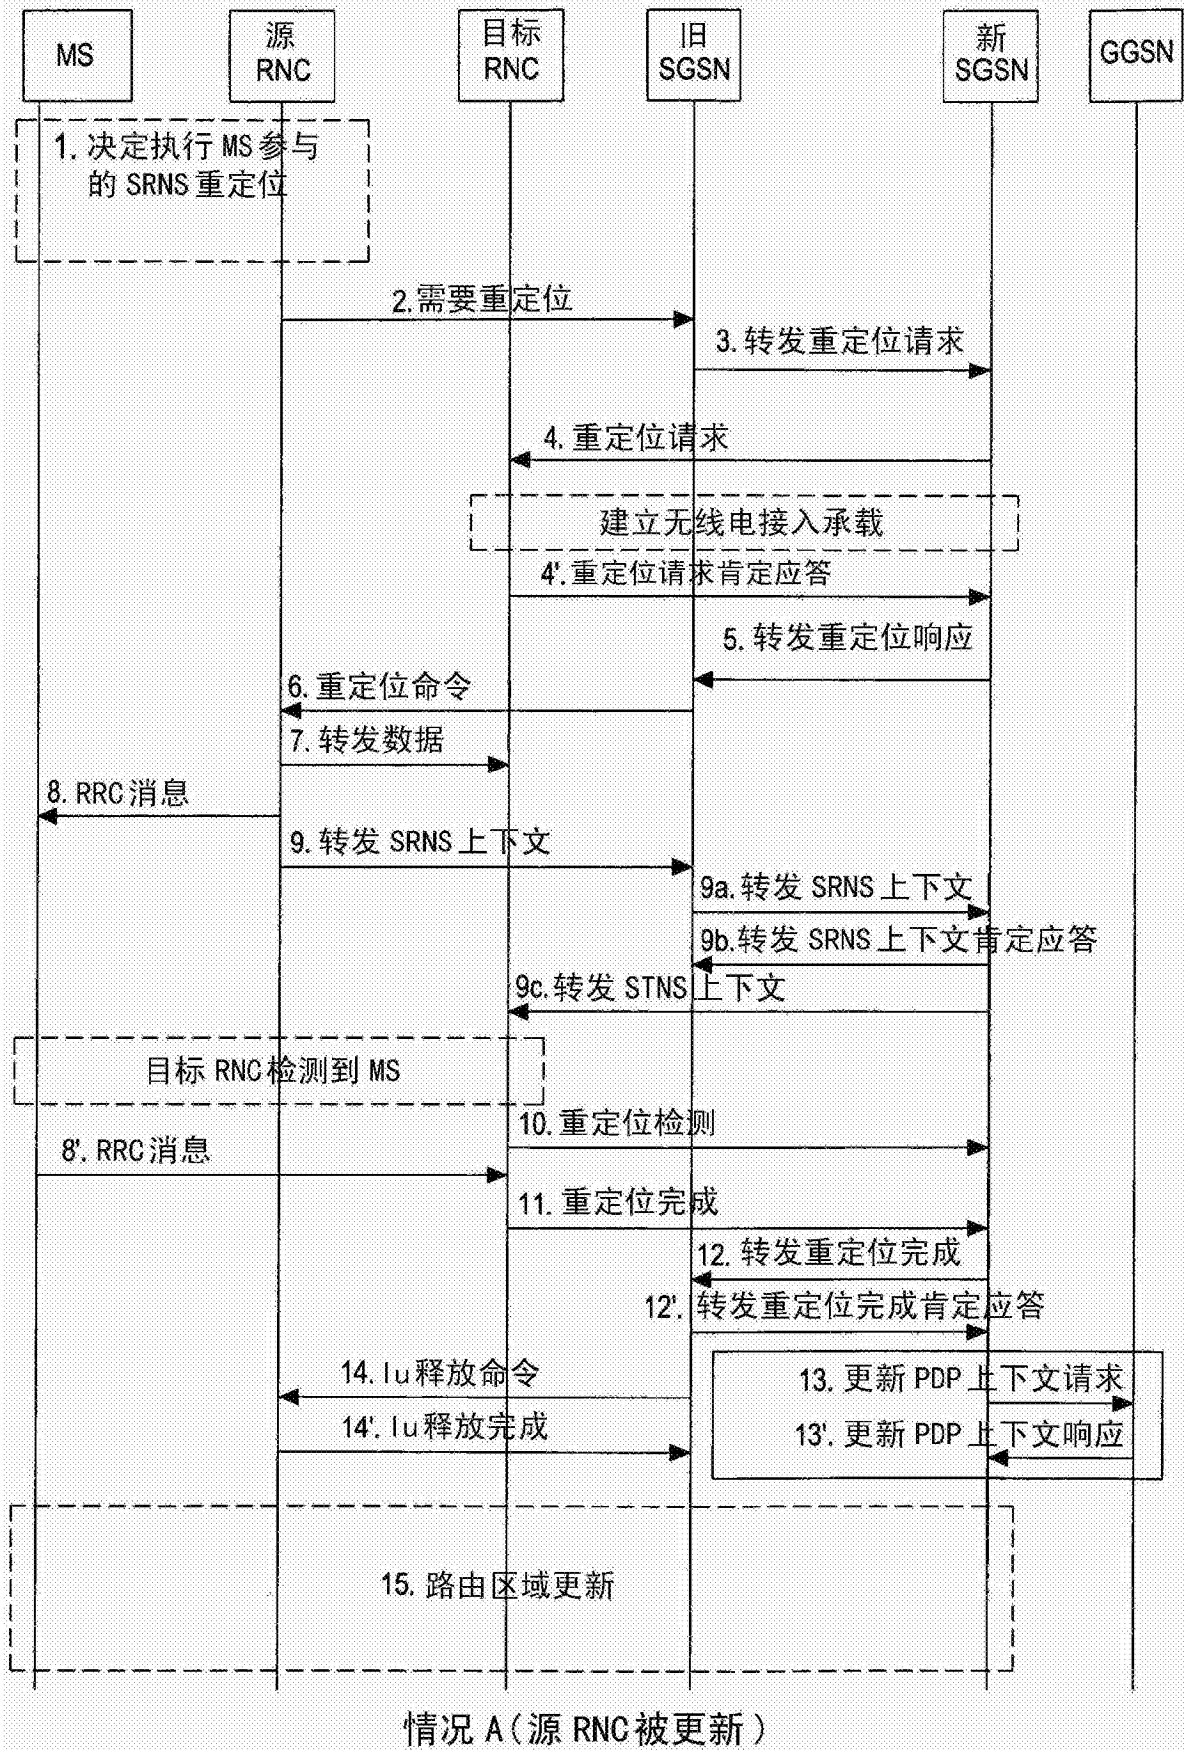 MS
源
RNC
目标
RNC
旧
SGSN
新
SGSN
GGSN
1. 决定执行 MS 参与
的 SRNS 重定位
2.需要重定位
3. 转发重定位请求
4. 重定位请求
建立无线电接入承载
4'. 重定位请求肯定应答
5. 转发重定位响应
6. 重定位命令
7. 转发数据
8. RRC 消息
9. 转发 SRNS 上下文
9a. 转发 SRNS 上下文
9b. 转发 SRNS 上下文肯定应答
9c. 转发 STNS 上下文
目标 RNC 检测到 MS
10. 重定位检测
8'. RRC 消息
11. 重定位完成
12. 转发重定位完成
12'. 转发重定位完成肯定应答
14. Iu 释放命令
13. 更新 PDP 上下文请求
14'. Iu 释放完成
13'. 更新 PDP 上下文响应
15. 路由区域更新
情况 A(源 RNC 被更新)